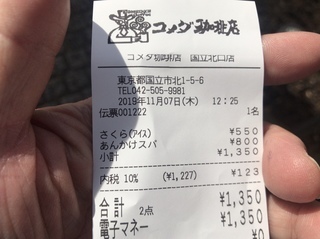 コメダ珈琲店
コメダ珈琲店 国立北口店
東京都国立市北1-5-6
TEL042-505-9981
2019年11月07日(木) 12:25
伝票001222 1名
さくら(アイス) ¥550
あんかけスパ ¥800
小計 ¥1,350
内税 10% (¥1,227) ¥123
合計 2点 ¥1,350
電子マネー ¥1,350
¥0